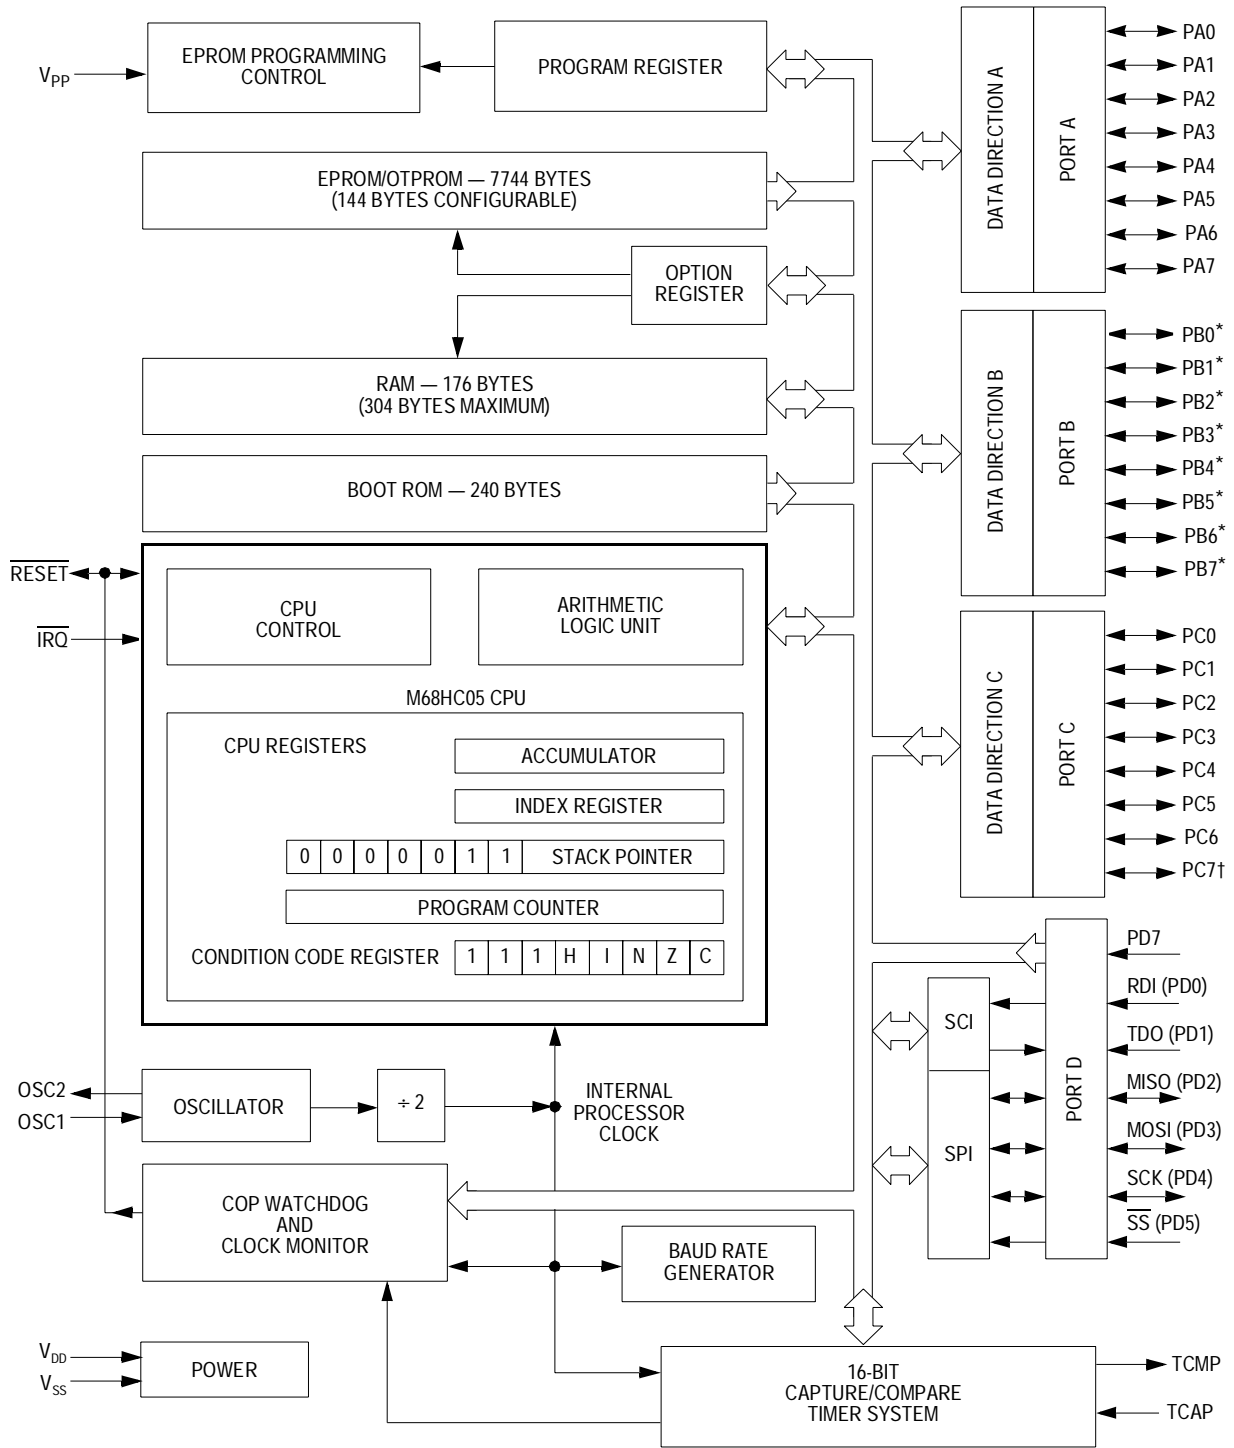 V_PP
EPROM PROGRAMMING
CONTROL
PROGRAM REGISTER
EPROM/OTPROM — 7744 BYTES
(144 BYTES CONFIGURABLE)
OPTION
REGISTER
RAM — 176 BYTES
(304 BYTES MAXIMUM)
BOOT ROM — 240 BYTES
RESET
IRQ
CPU
CONTROL
ARITHMETIC
LOGIC UNIT
M68HC05 CPU
CPU REGISTERS
ACCUMULATOR
INDEX REGISTER
0 0 0 0 0 1 1 STACK POINTER
PROGRAM COUNTER
CONDITION CODE REGISTER 1 1 1 H I N Z C
OSC2
OSC1
OSCILLATOR
÷ 2
INTERNAL
PROCESSOR
CLOCK
COP WATCHDOG
AND
CLOCK MONITOR
BAUD RATE
GENERATOR
V_DD
V_SS
POWER
16-BIT
CAPTURE/COMPARE
TIMER SYSTEM
TCMP
TCAP
DATA DIRECTION A
PORT A
PA0
PA1
PA2
PA3
PA4
PA5
PA6
PA7
DATA DIRECTION B
PORT B
PB0*
PB1*
PB2*
PB3*
PB4*
PB5*
PB6*
PB7*
DATA DIRECTION C
PORT C
PC0
PC1
PC2
PC3
PC4
PC5
PC6
PC7†
SCI
SPI
PORT D
PD7
RDI (PD0)
TDO (PD1)
MISO (PD2)
MOSI (PD3)
SCK (PD4)
SS (PD5)